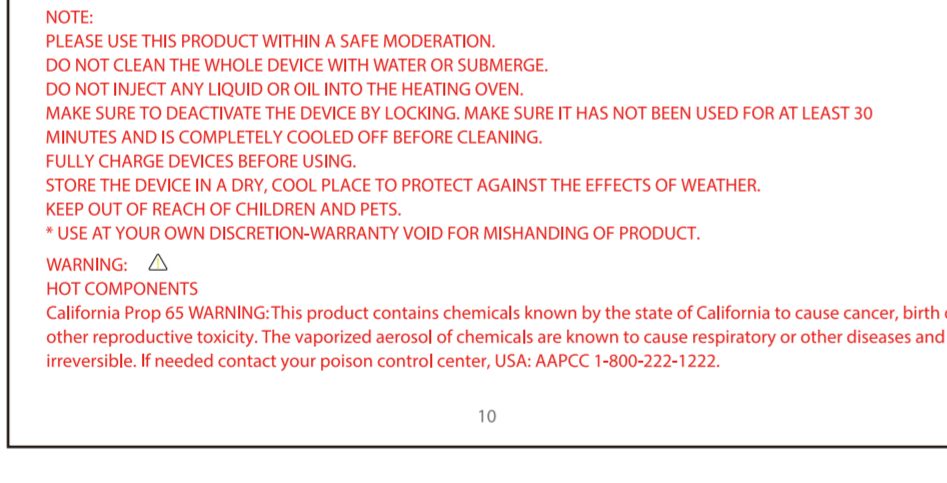 NOTE:
PLEASE USE THIS PRODUCT WITHIN A SAFE MODERATION.
DO NOT CLEAN THE WHOLE DEVICE WITH WATER OR SUBMERGE.
DO NOT INJECT ANY LIQUID OR OIL INTO THE HEATING OVEN.
MAKE SURE TO DEACTIVATE THE DEVICE BY LOCKING. MAKE SURE IT HAS NOT BEEN USED FOR AT LEAST 30
MINUTES AND IS COMPLETELY COOLED OFF BEFORE CLEANING.
FULLY CHARGE DEVICES BEFORE USING.
STORE THE DEVICE IN A DRY, COOL PLACE TO PROTECT AGAINST THE EFFECTS OF WEATHER.
KEEP OUT OF REACH OF CHILDREN AND PETS.
* USE AT YOUR OWN DISCRETION-WARRANTY VOID FOR MISHANDING OF PRODUCT.
WARNING:
HOT COMPONENTS
California Prop 65 WARNING:This product contains chemicals known by the state of California to cause cancer, birth
other reproductive toxicity. The vaporized aerosol of chemicals are known to cause respiratory or other diseases and
irreversible. If needed contact your poison control center, USA: AAPCC 1-800-222-1222.
10